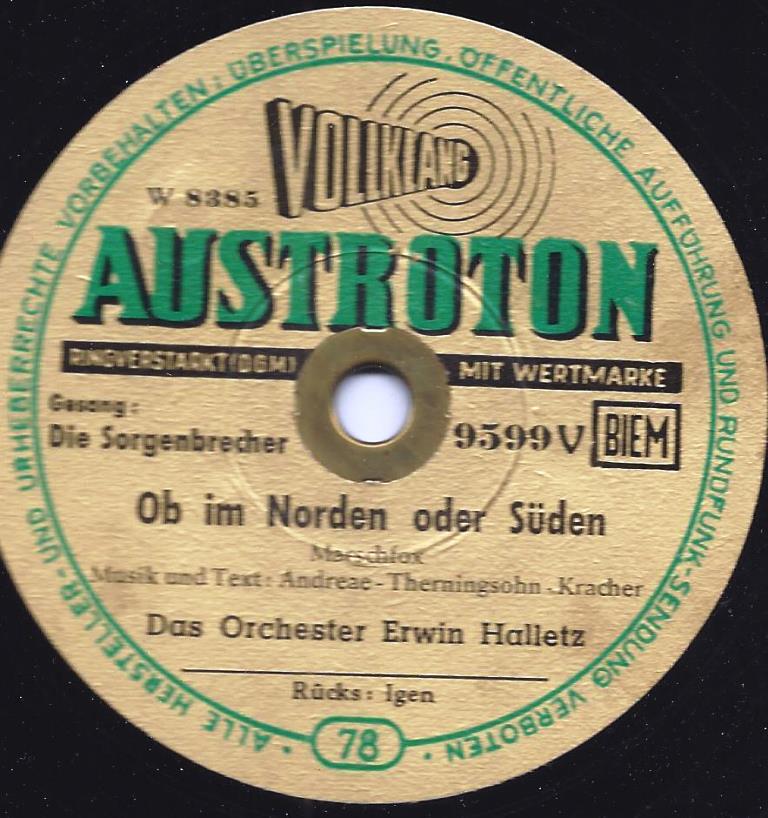 ALLE HERSTELLER- UND URHEBERRECHTE VORBEHALTEN: ÜBERSPIELUNG, ÖFFENTLICHE AUFFÜHRUNG UND RUNDFUNK-SENDUNG VERBOTEN
VOLLKLANG
W 8385
AUSTROTON
RINGVERSTÄRKT (DGM) MIT WERTMARKE
Gesang:
Die Sorgenbrecher 9599 V BIEM
Ob im Norden oder Süden
Marschfox
Musik und Text: Andreae-Therningsohn-Kracher
Das Orchester Erwin Halletz
Rücks: Igen
78